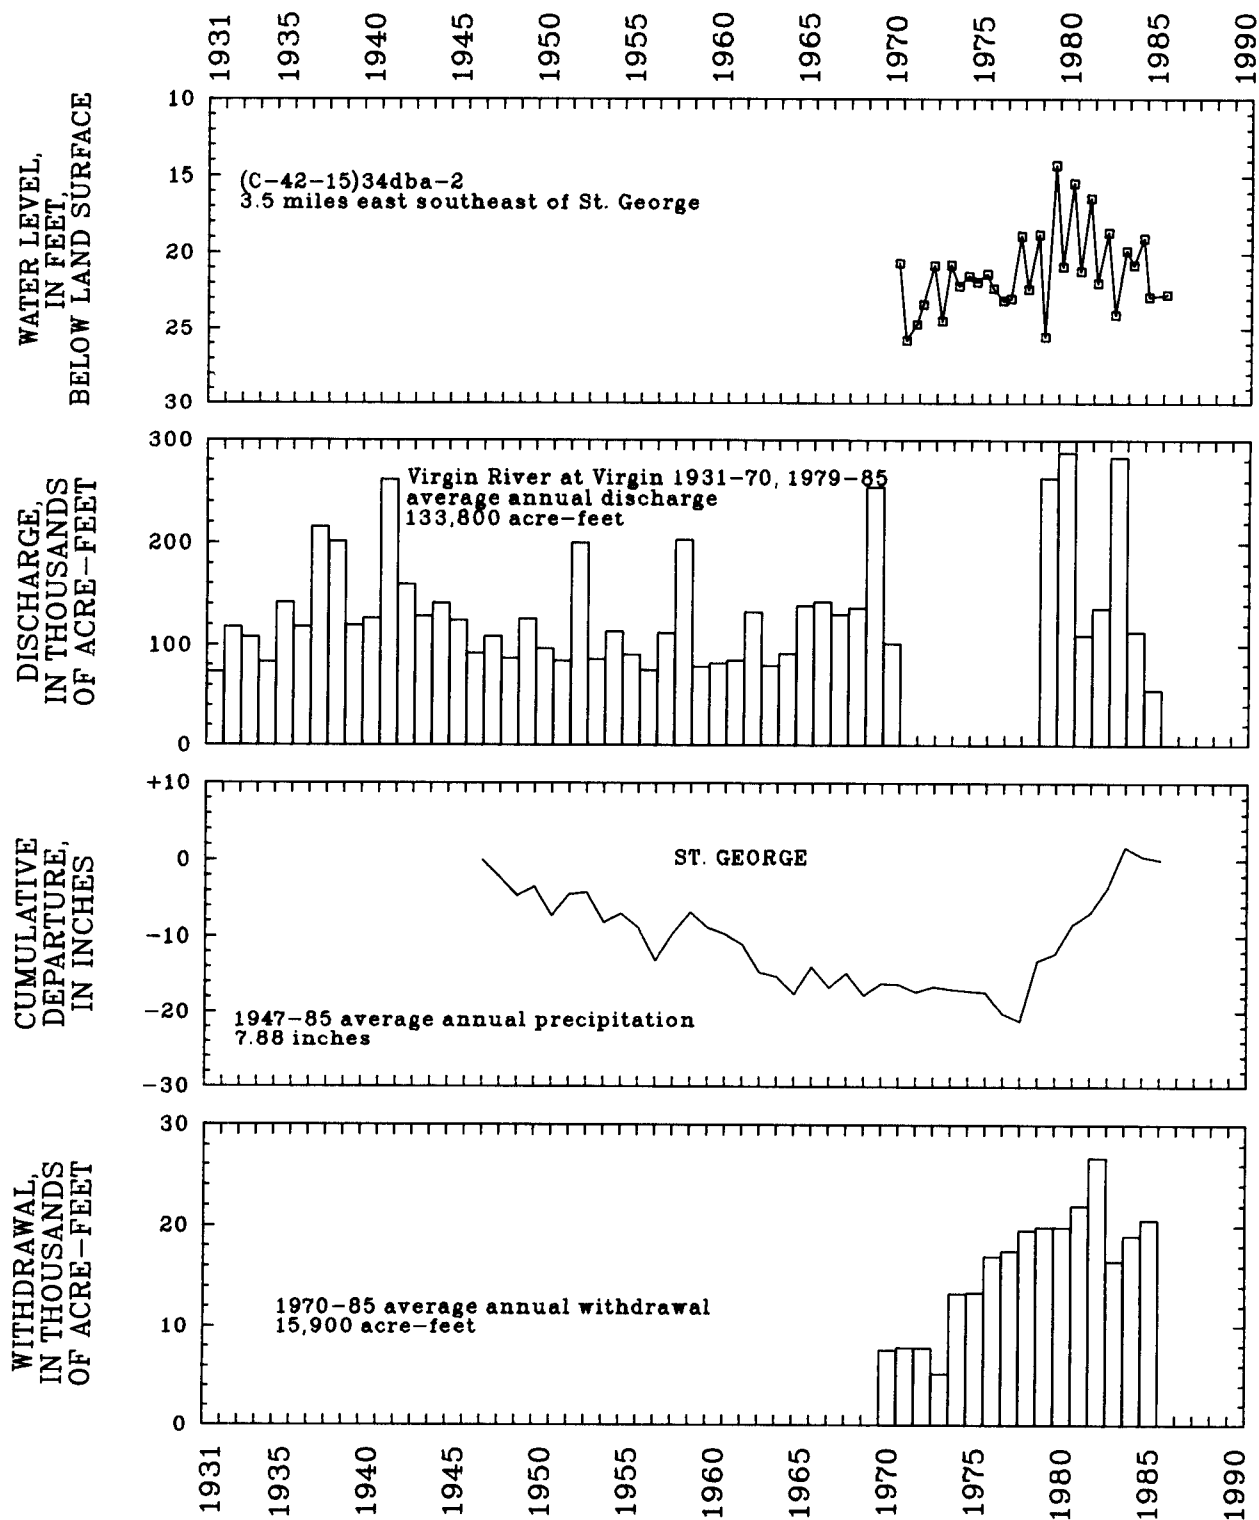 1931 1935 1940 1945 1950 1955 1960 1965 1970 1975 1980 1985 1990
WATER LEVEL,
IN FEET,
BELOW LAND SURFACE
10
15
20
25
30
(C-42-15)34dba-2
3.5 miles east southeast of St. George
DISCHARGE,
IN THOUSANDS
OF ACRE-FEET
300
200
100
0
Virgin River at Virgin 1931-70, 1979-85
average annual discharge
133,800 acre-feet
CUMULATIVE
DEPARTURE,
IN INCHES
+10
0
-10
-20
-30
ST. GEORGE
1947-85 average annual precipitation
7.88 inches
WITHDRAWAL,
IN THOUSANDS
OF ACRE-FEET
30
20
10
0
1970-85 average annual withdrawal
15,900 acre-feet
1931 1935 1940 1945 1950 1955 1960 1965 1970 1975 1980 1985 1990